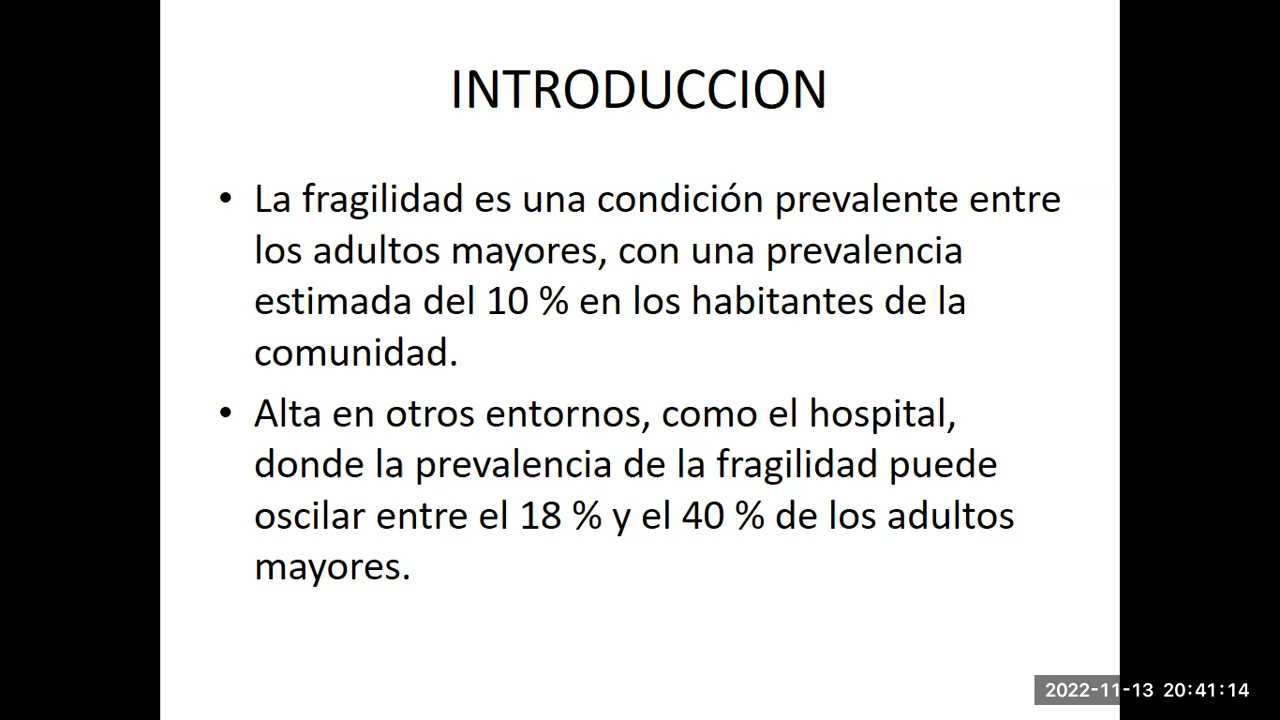 INTRODUCCION
• La fragilidad es una condición prevalente entre
los adultos mayores, con una prevalencia
estimada del 10 % en los habitantes de la
comunidad.
• Alta en otros entornos, como el hospital,
donde la prevalencia de la fragilidad puede
oscilar entre el 18 % y el 40 % de los adultos
mayores.
2022-11-13 20:41:14